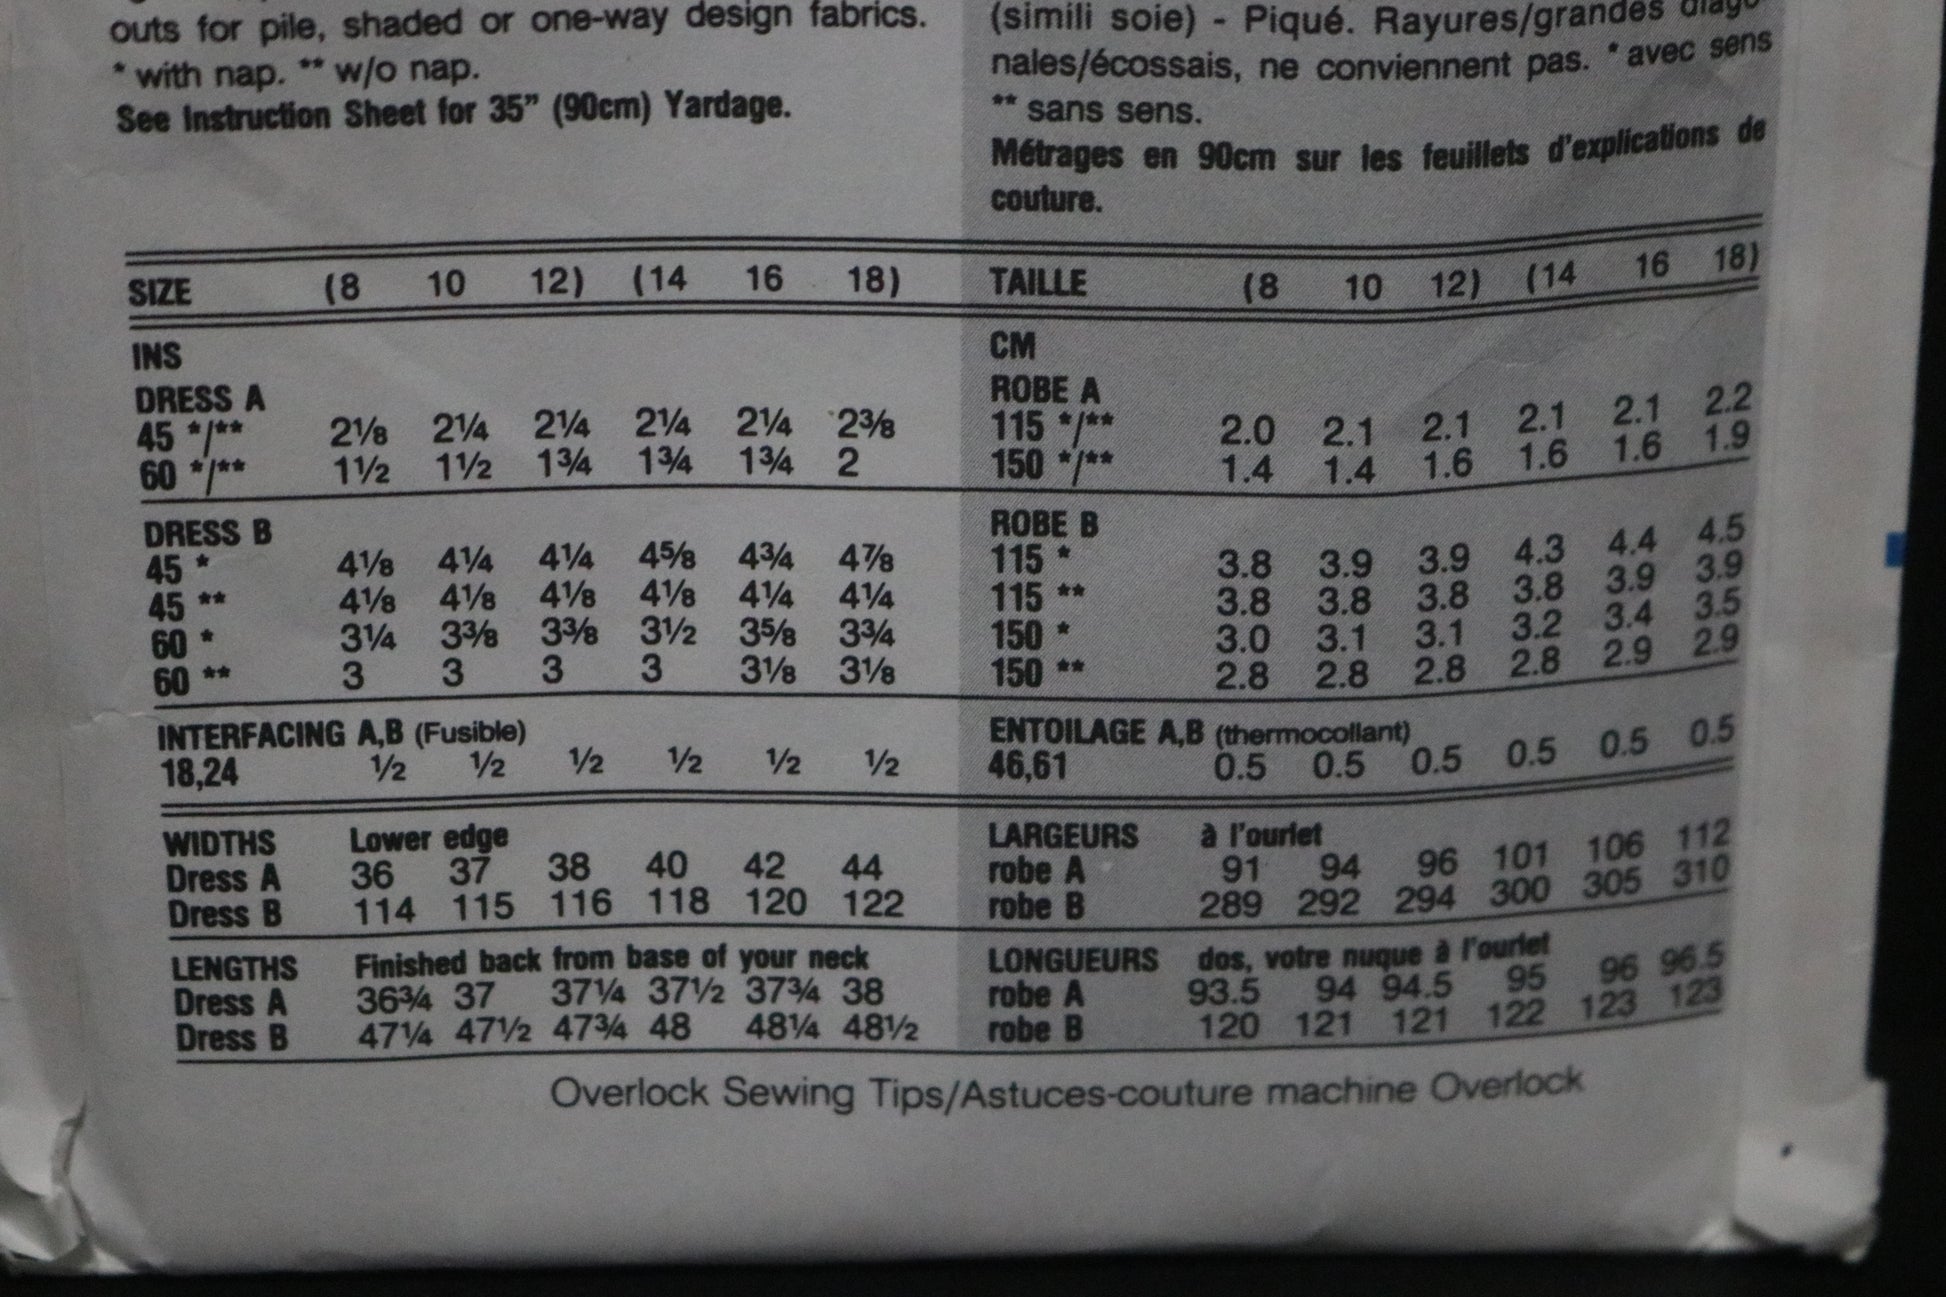 outs for pile, shaded or one-way design fabrics.
* with nap. ** w/o nap.
See Instruction Sheet for 35” (90cm) Yardage.
SIZE (8 10 12) (14 16 18)
INS
DRESS A
45 */** 2⅛ 2¼ 2¼ 2¼ 2¼ 2⅜
60 */** 1½ 1½ 1¾ 1¾ 1¾ 2
DRESS B
45 * 4⅛ 4¼ 4¼ 4⅝ 4¾ 4⅞
45 ** 4⅛ 4⅛ 4⅛ 4⅛ 4¼ 4¼
60 * 3¼ 3⅜ 3⅜ 3½ 3⅝ 3¾
60 ** 3 3 3 3 3⅛ 3⅛
INTERFACING A,B (Fusible)
18,24 ½ ½ ½ ½ ½ ½
WIDTHS Lower edge
Dress A 36 37 38 40 42 44
Dress B 114 115 116 118 120 122
LENGTHS Finished back from base of your neck
Dress A 36¾ 37 37¼ 37½ 37¾ 38
Dress B 47¼ 47½ 47¾ 48 48¼ 48½
(simili soie) - Piqué. Rayures/grandes diago-
nales/écossais, ne conviennent pas. * avec sens
** sans sens.
Métrages en 90cm sur les feuillets d'explications de
couture.
TAILLE (8 10 12) (14 16 18)
CM
ROBE A
115 */** 2.0 2.1 2.1 2.1 2.1 2.2
150 */** 1.4 1.4 1.6 1.6 1.6 1.9
ROBE B
115 * 3.8 3.9 3.9 4.3 4.4 4.5
115 ** 3.8 3.8 3.8 3.8 3.9 3.9
150 * 3.0 3.1 3.1 3.2 3.4 3.5
150 ** 2.8 2.8 2.8 2.8 2.9 2.9
ENTOILAGE A,B (thermocollant)
46,61 0.5 0.5 0.5 0.5 0.5 0.5
LARGEURS à l'ourlet
robe A 91 94 96 101 106 112
robe B 289 292 294 300 305 310
LONGUEURS dos, votre nuque à l'ourlet
robe A 93.5 94 94.5 95 96 96.5
robe B 120 121 121 122 123 123
Overlock Sewing Tips/Astuces-couture machine Overlock